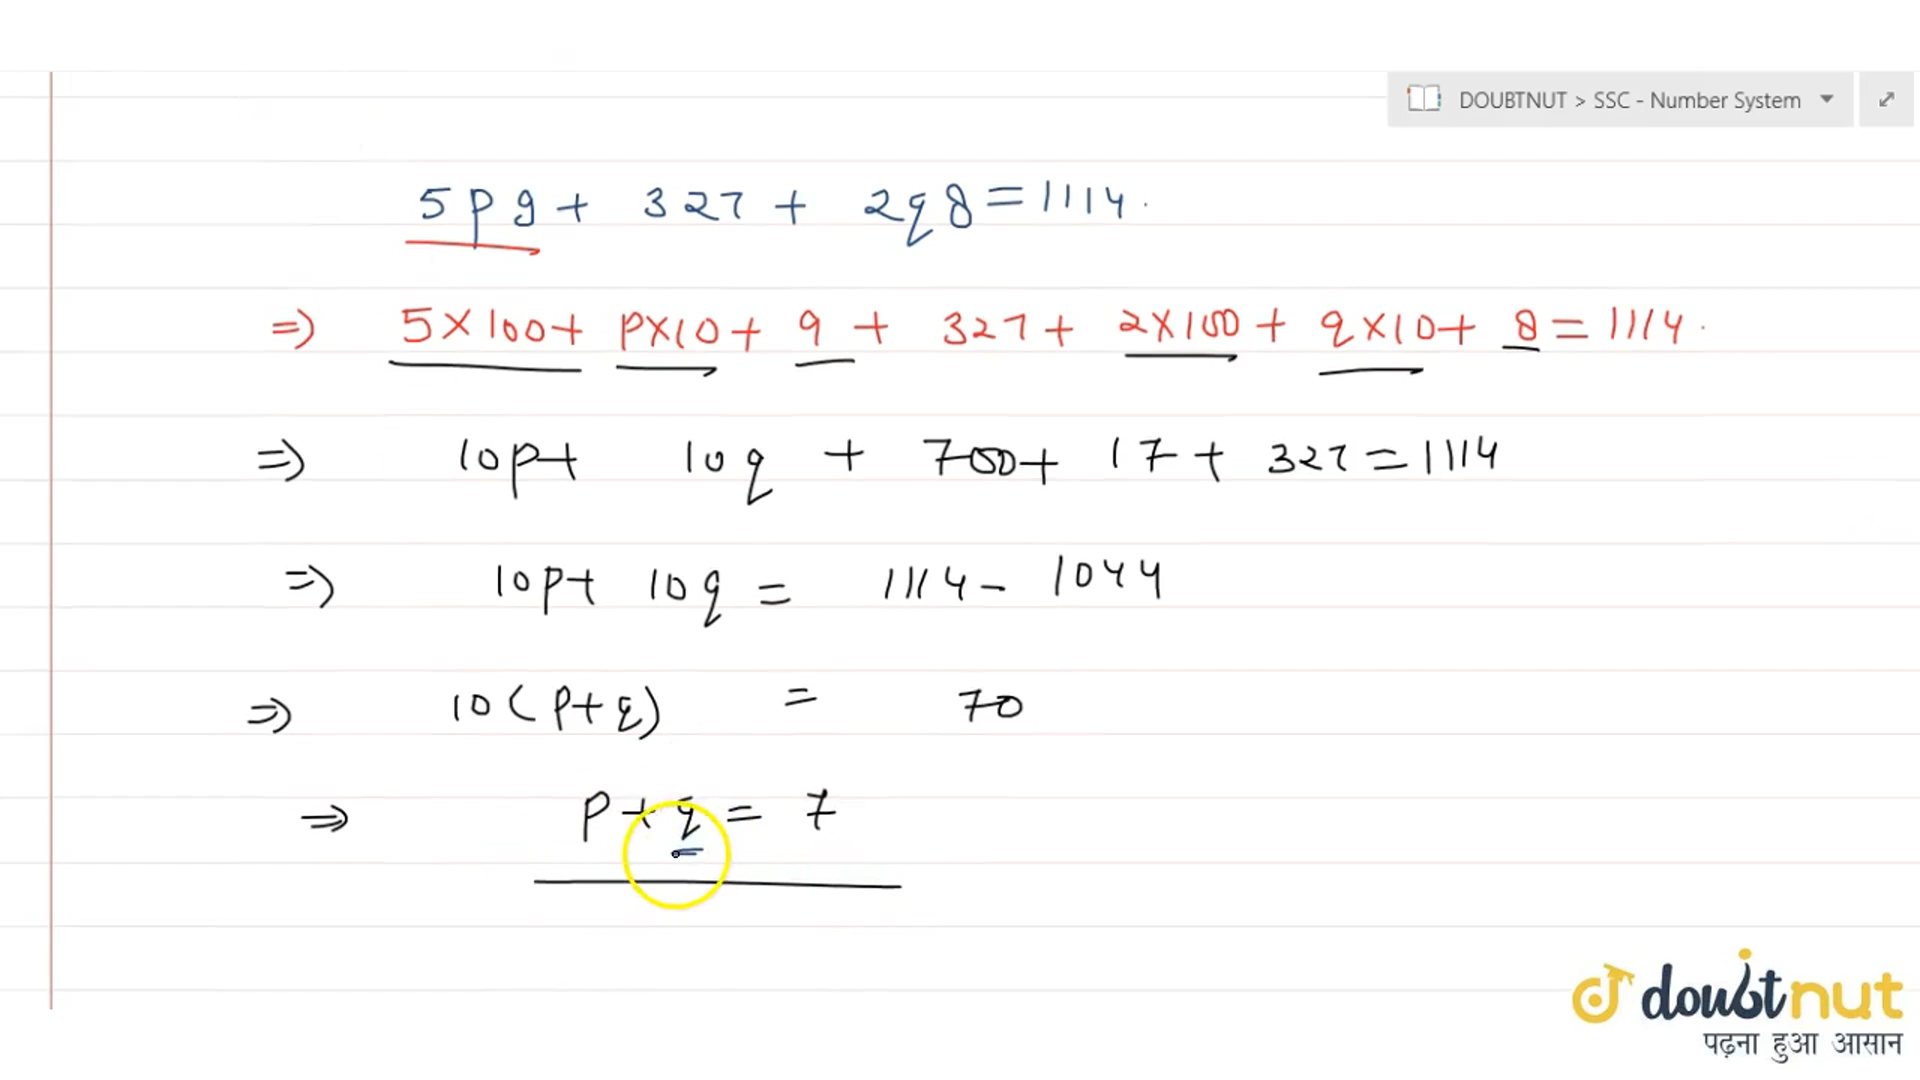 DOUBTNUT > SSC - Number System
5p9 + 327 + 2q8 = 1114.
⇒ 5×100 + p×10 + 9 + 327 + 2×100 + q×10 + 8 = 1114.
⇒ 10p + 10q + 700 + 17 + 327 = 1114
⇒ 10p + 10q = 1114 - 1044
⇒ 10(p+q) = 70
⇒ p + q = 7
doubtnut
पढ़ना हुआ आसान